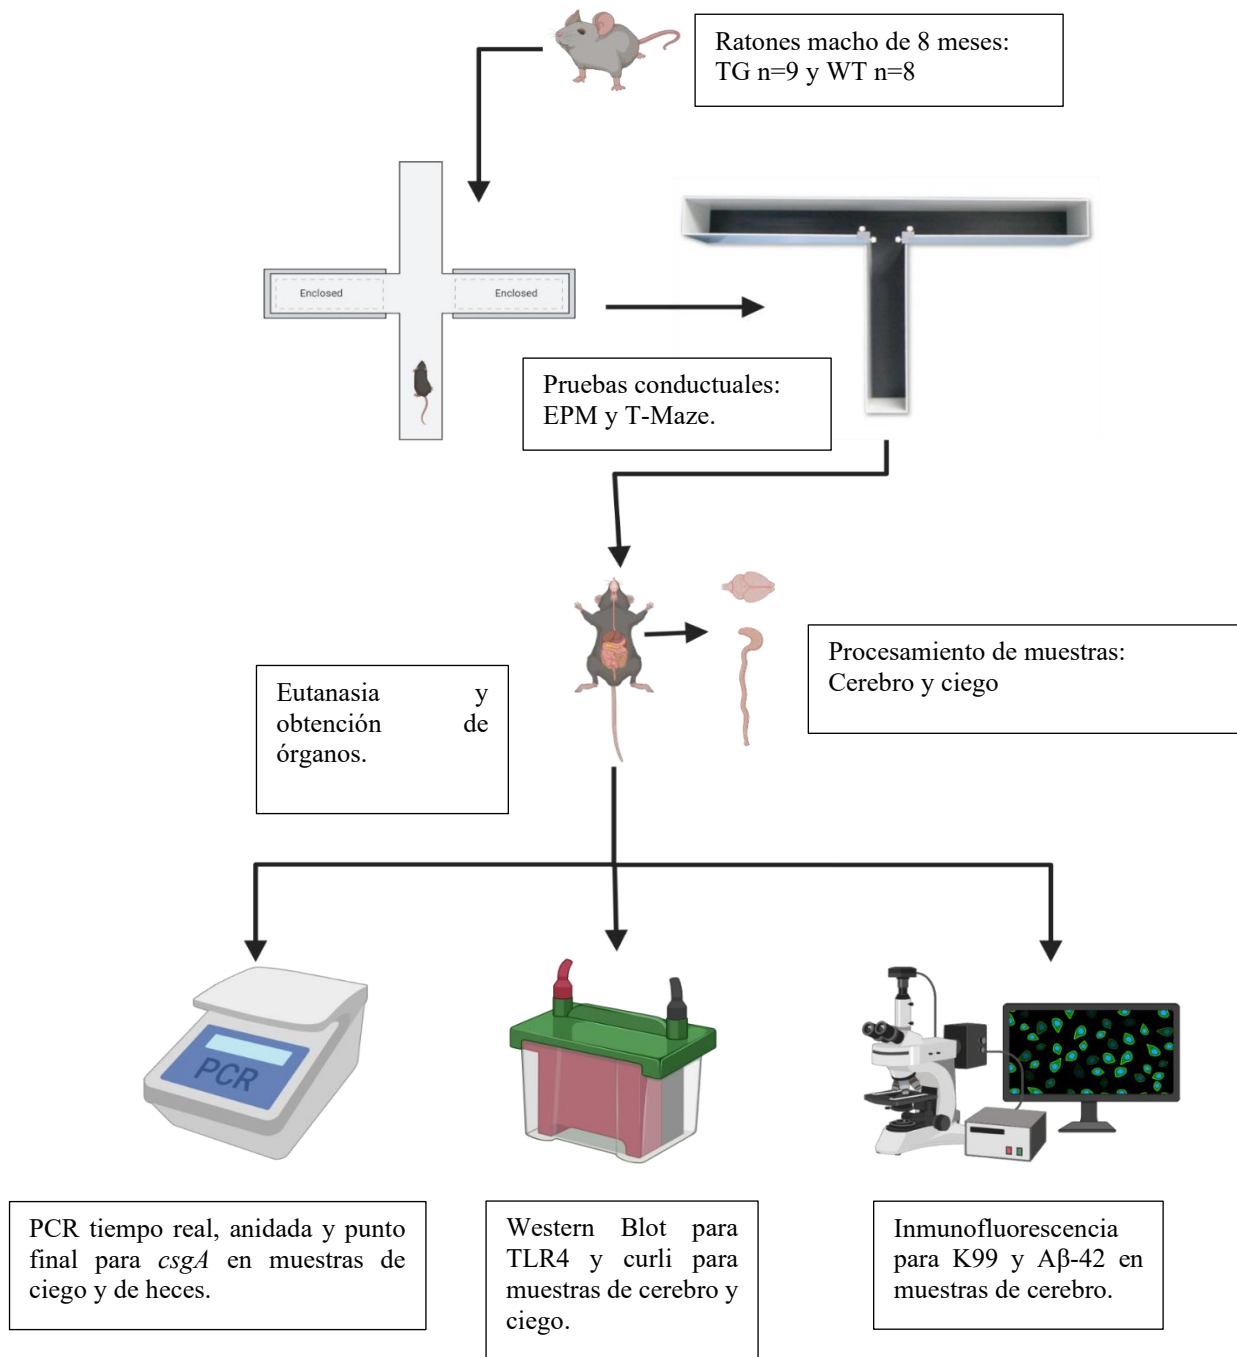 Ratones macho de 8 meses:
TG n=9 y WT n=8
Enclosed
Enclosed
Pruebas conductuales:
EPM y T-Maze.
Procesamiento de muestras:
Cerebro y ciego
Eutanasia y
obtención de
órganos.
PCR
PCR tiempo real, anidada y punto
final para csgA en muestras de
ciego y de heces.
Western Blot para
TLR4 y curli para
muestras de cerebro y
ciego.
Inmunofluorescencia
para K99 y Aβ-42 en
muestras de cerebro.